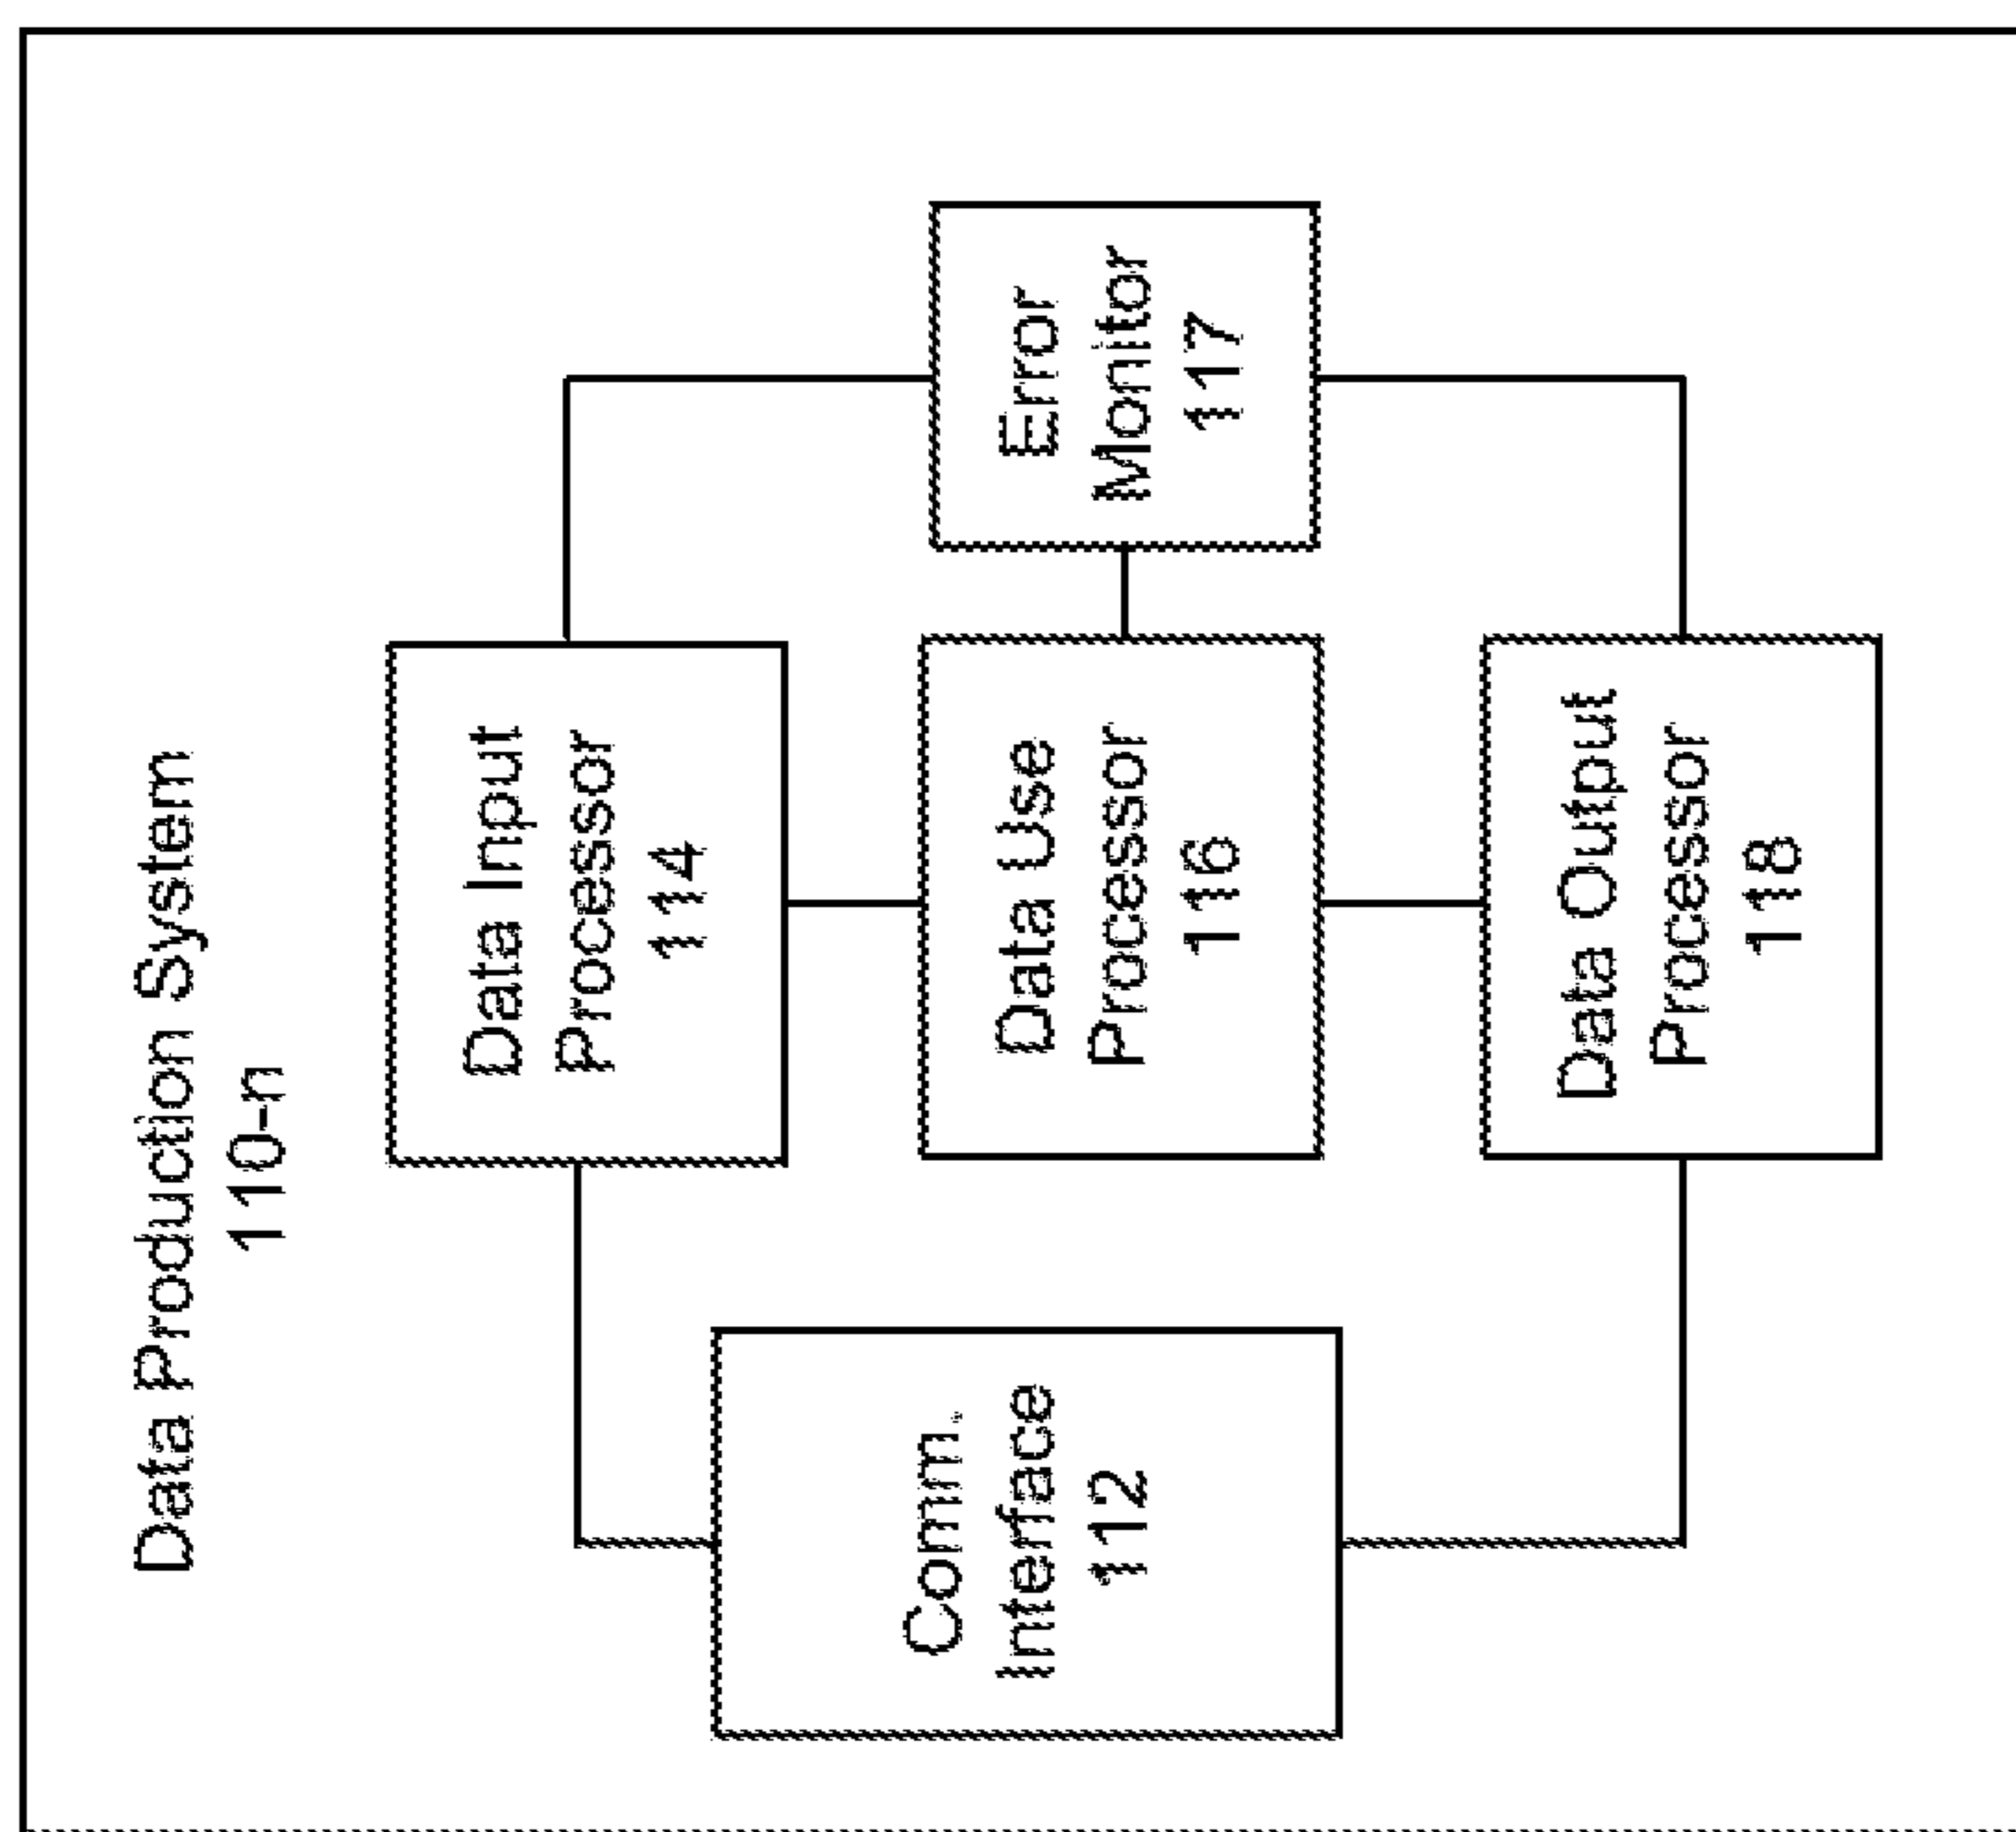 Data Production System
110-n
Comm.
Interface
112
Data Input
Processor
114
Data Use
Processor
116
Data Output
Processor
118
Error
Monitor
117